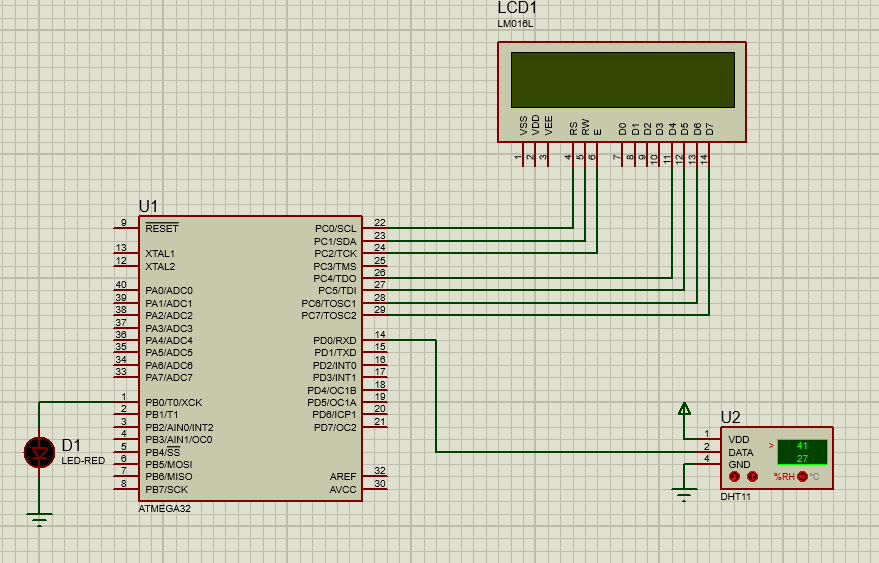 LCD1
LM016L
VSS VDD VEE RS RW E D0 D1 D2 D3 D4 D5 D6 D7
1 2 3 4 5 6 7 8 9 10 11 12 13 14
U1
9 RESET PC0/SCL 22
PC1/SDA 23
13 XTAL1 PC2/TCK 24
12 XTAL2 PC3/TMS 25
PC4/TDO 26
40 PA0/ADC0 PC5/TDI 27
39 PA1/ADC1 PC6/TOSC1 28
38 PA2/ADC2 PC7/TOSC2 29
37 PA3/ADC3
36 PA4/ADC4 PD0/RXD 14
35 PA5/ADC5 PD1/TXD 15
34 PA6/ADC6 PD2/INT0 16
33 PA7/ADC7 PD3/INT1 17
PD4/OC1B 18
1 PB0/T0/XCK PD5/OC1A 19
2 PB1/T1 PD6/ICP1 20
3 PB2/AIN0/INT2 PD7/OC2 21
4 PB3/AIN1/OC0
5 PB4/SS
6 PB5/MOSI
7 PB6/MISO AREF 32
8 PB7/SCK AVCC 30
ATMEGA32
D1
LED-RED
U2
1 VDD > 41
2 DATA 27
4 GND
%RH °C
DHT11